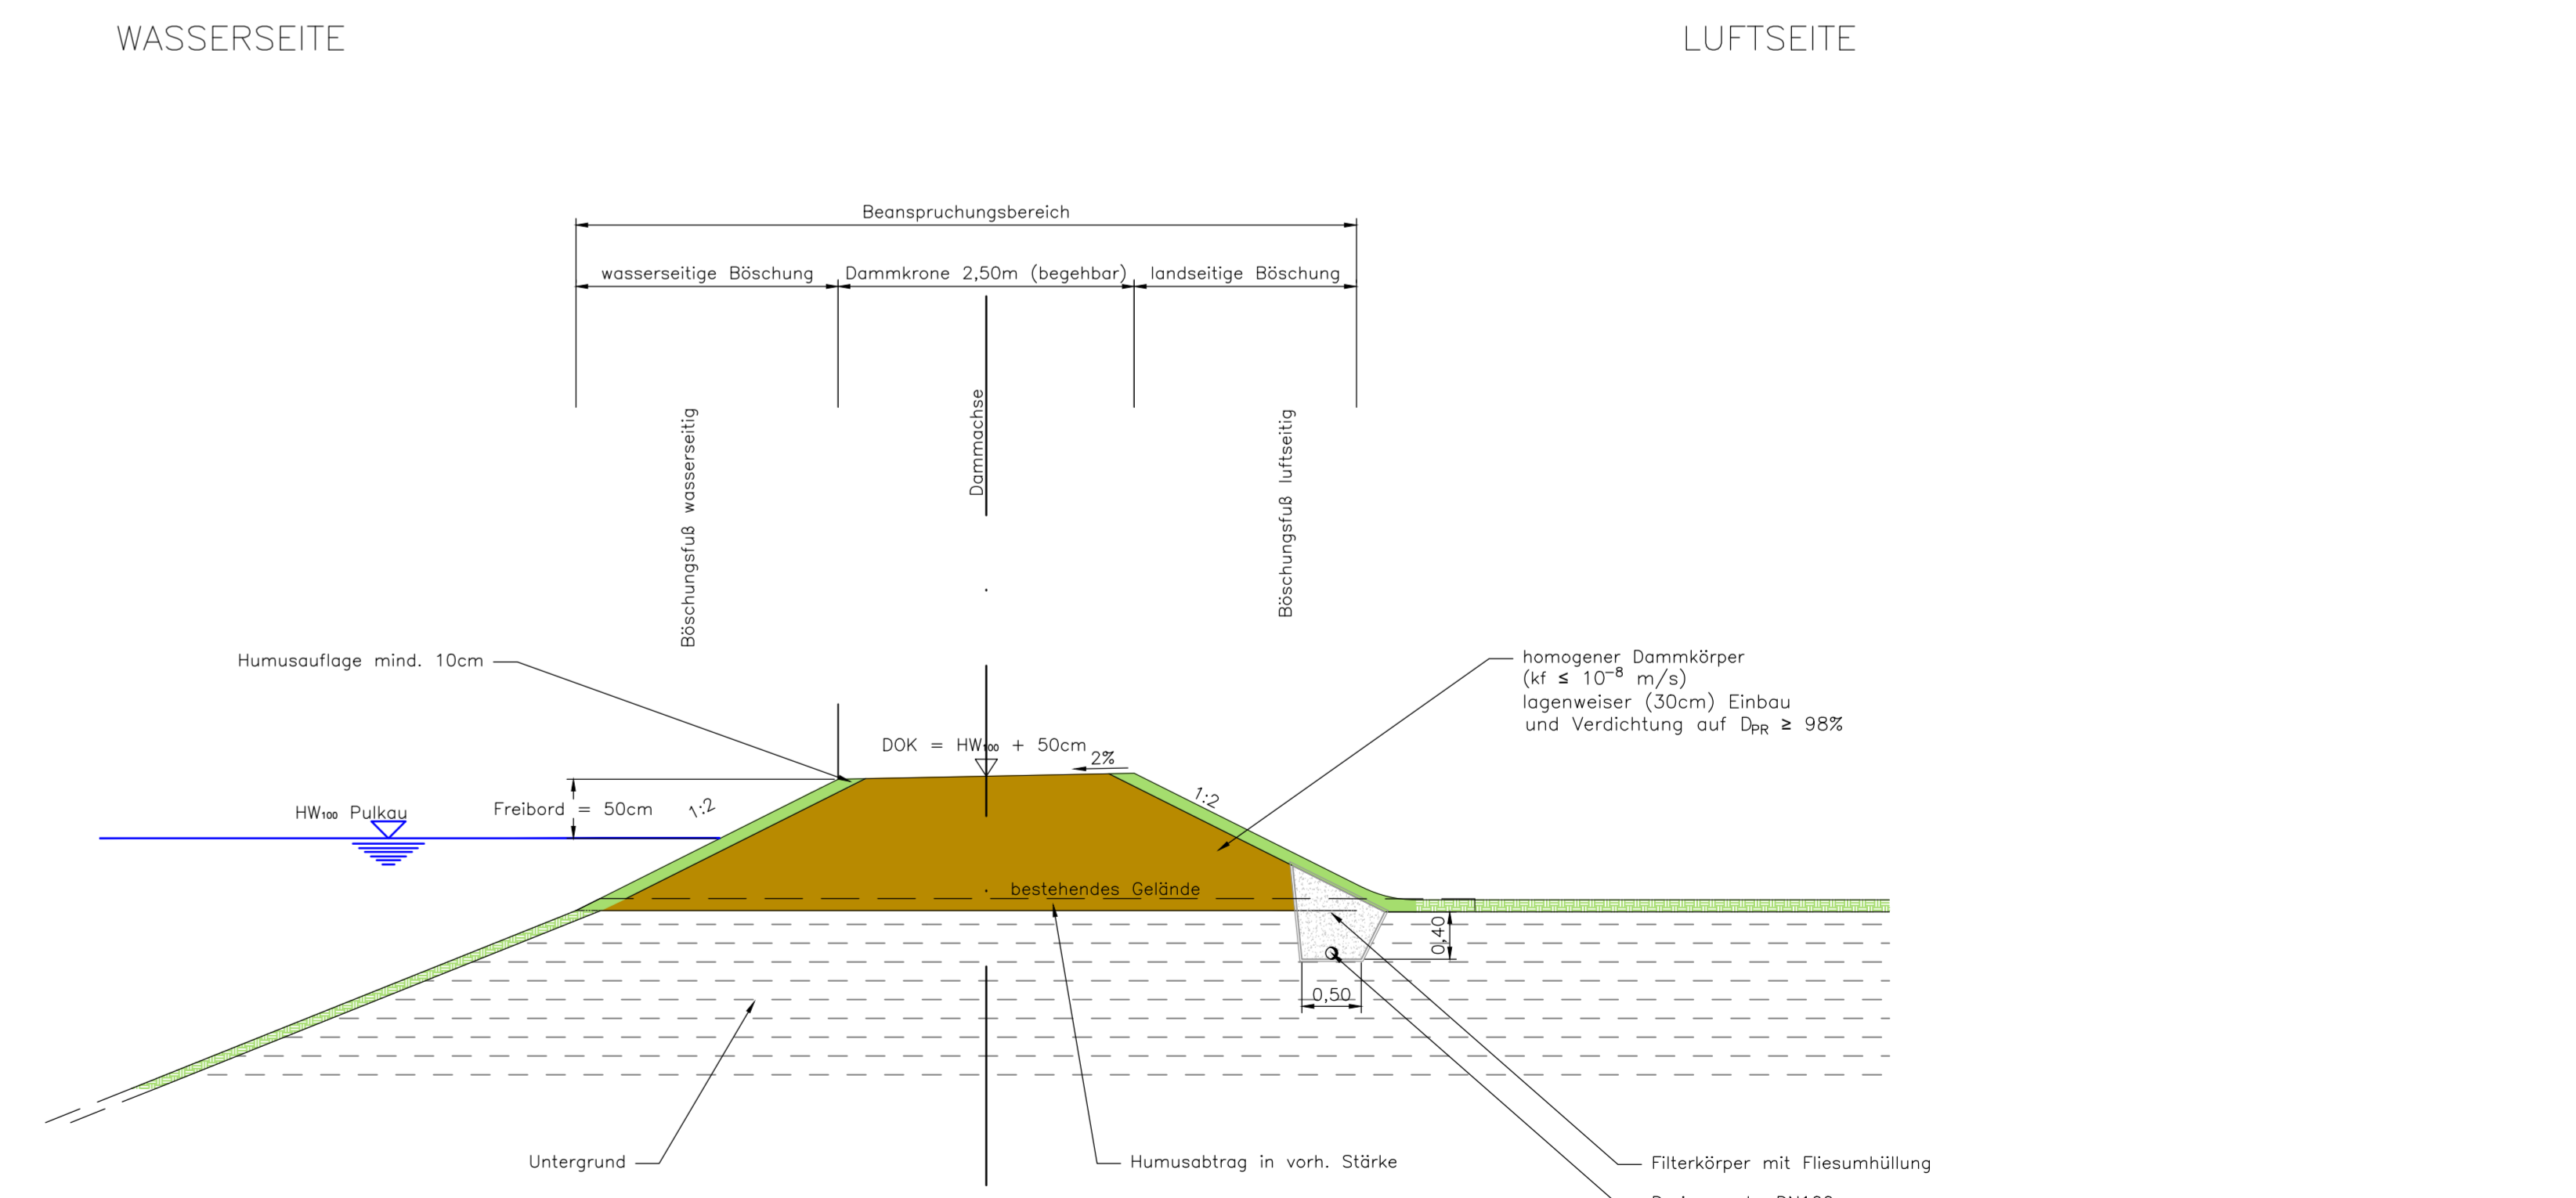 WASSERSEITE
LUFTSEITE
Beanspruchungsbereich
wasserseitige Böschung
Dammkrone 2,50m (begehbar)
landseitige Böschung
Böschungsfuß wasserseitig
Dammachse
Böschungsfuß luftseitig
Humusauflage mind. 10cm
homogener Dammkörper
(kf ≤ 10⁻⁸ m/s)
lagenweiser (30cm) Einbau
und Verdichtung auf DPR ≥ 98%
DOK = HW₁₀₀ + 50cm
2%
HW₁₀₀ Pulkau
Freibord = 50cm
1:2
1:2
bestehendes Gelände
0,40
0,50
Untergrund
Humusabtrag in vorh. Stärke
Filterkörper mit Fliesumhüllung